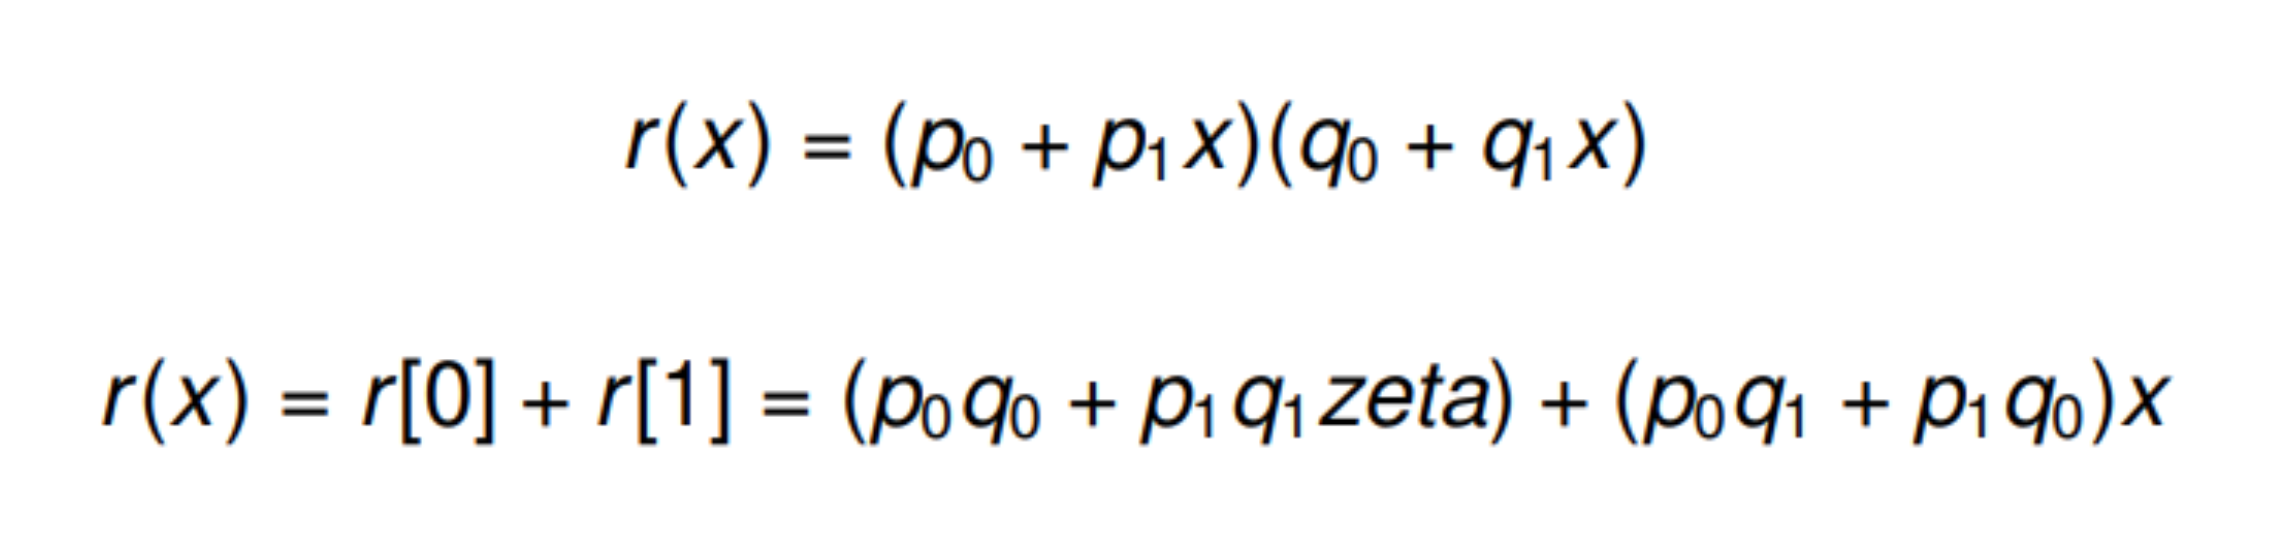 r(x) = (p₀ + p₁x)(q₀ + q₁x)
r(x) = r[0] + r[1] = (p₀q₀ + p₁q₁zeta) + (p₀q₁ + p₁q₀)x